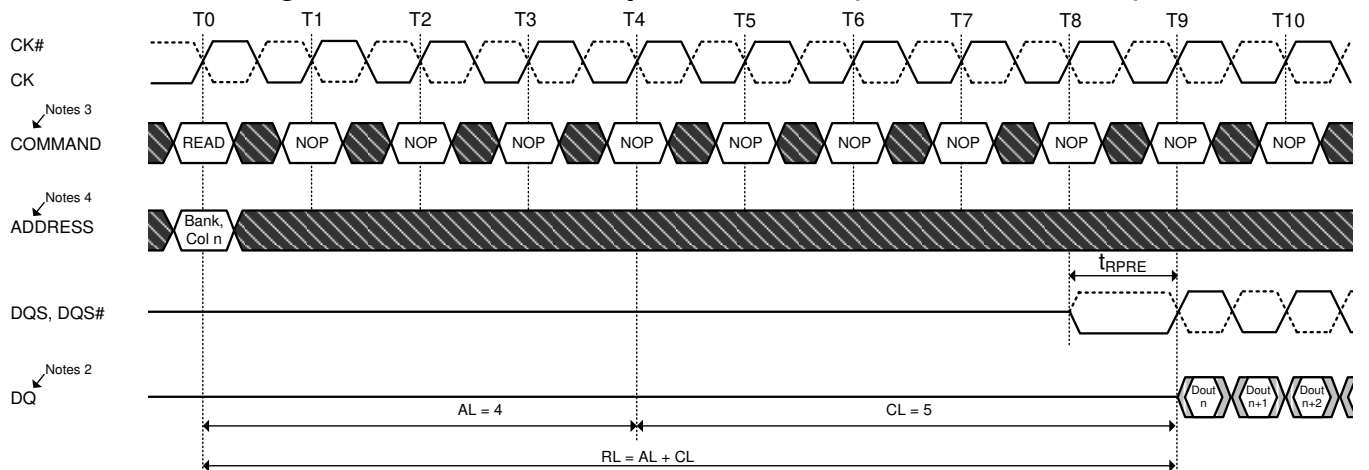 T0 T1 T2 T3 T4 T5 T6 T7 T8 T9 T10
CK#
CK
Notes 3
COMMAND
READ NOP NOP NOP NOP NOP NOP NOP NOP NOP NOP
Notes 4
ADDRESS
Bank,
Col n
tRPRE
DQS, DQS#
Notes 2
DQ
Dout
n
Dout
n+1
Dout
n+2
AL = 4
CL = 5
RL = AL + CL